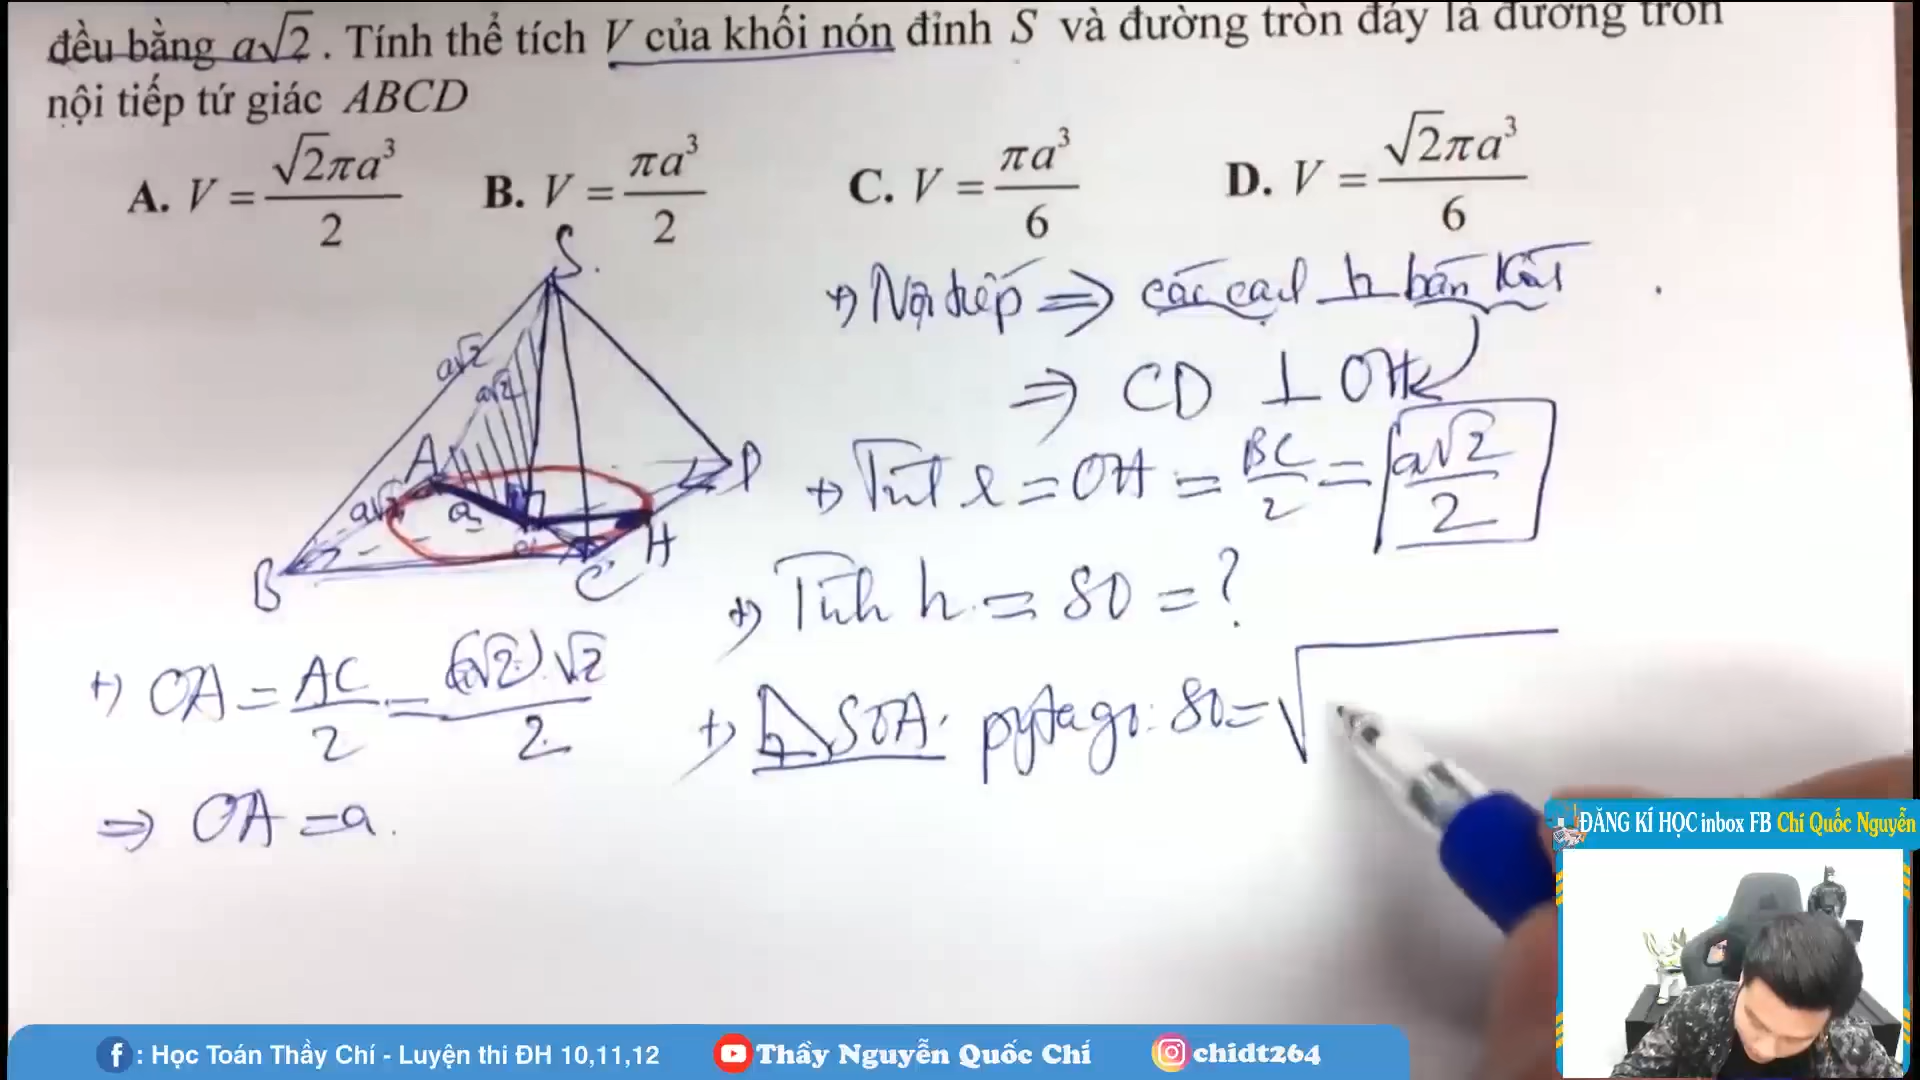 đều bằng a√2. Tính thể tích V của khối nón đỉnh S và đường tròn đáy là đường tròn
nội tiếp tứ giác ABCD
A. V = √2πa³/2 B. V = πa³/2 C. V = πa³/6 D. V = √2πa³/6
S.
+) Nội tiếp ⇒ các cạnh ⊥ bán kính
⇒ CD ⊥ OH
a√2
a√2
A
D
a√2
a
H
B
C
+) Tính r = OH = BC/2 = a√2/2
+) Tính h = SO = ?
+) OA = AC/2 = (a√2).√2/2
+) SOA. pytago: SO = √
⇒ OA = a.
ĐĂNG KÍ HỌC inbox FB Chí Quốc Nguyễn
f : Học Toán Thầy Chí - Luyện thi ĐH 10,11,12 Thầy Nguyễn Quốc Chí chidt264